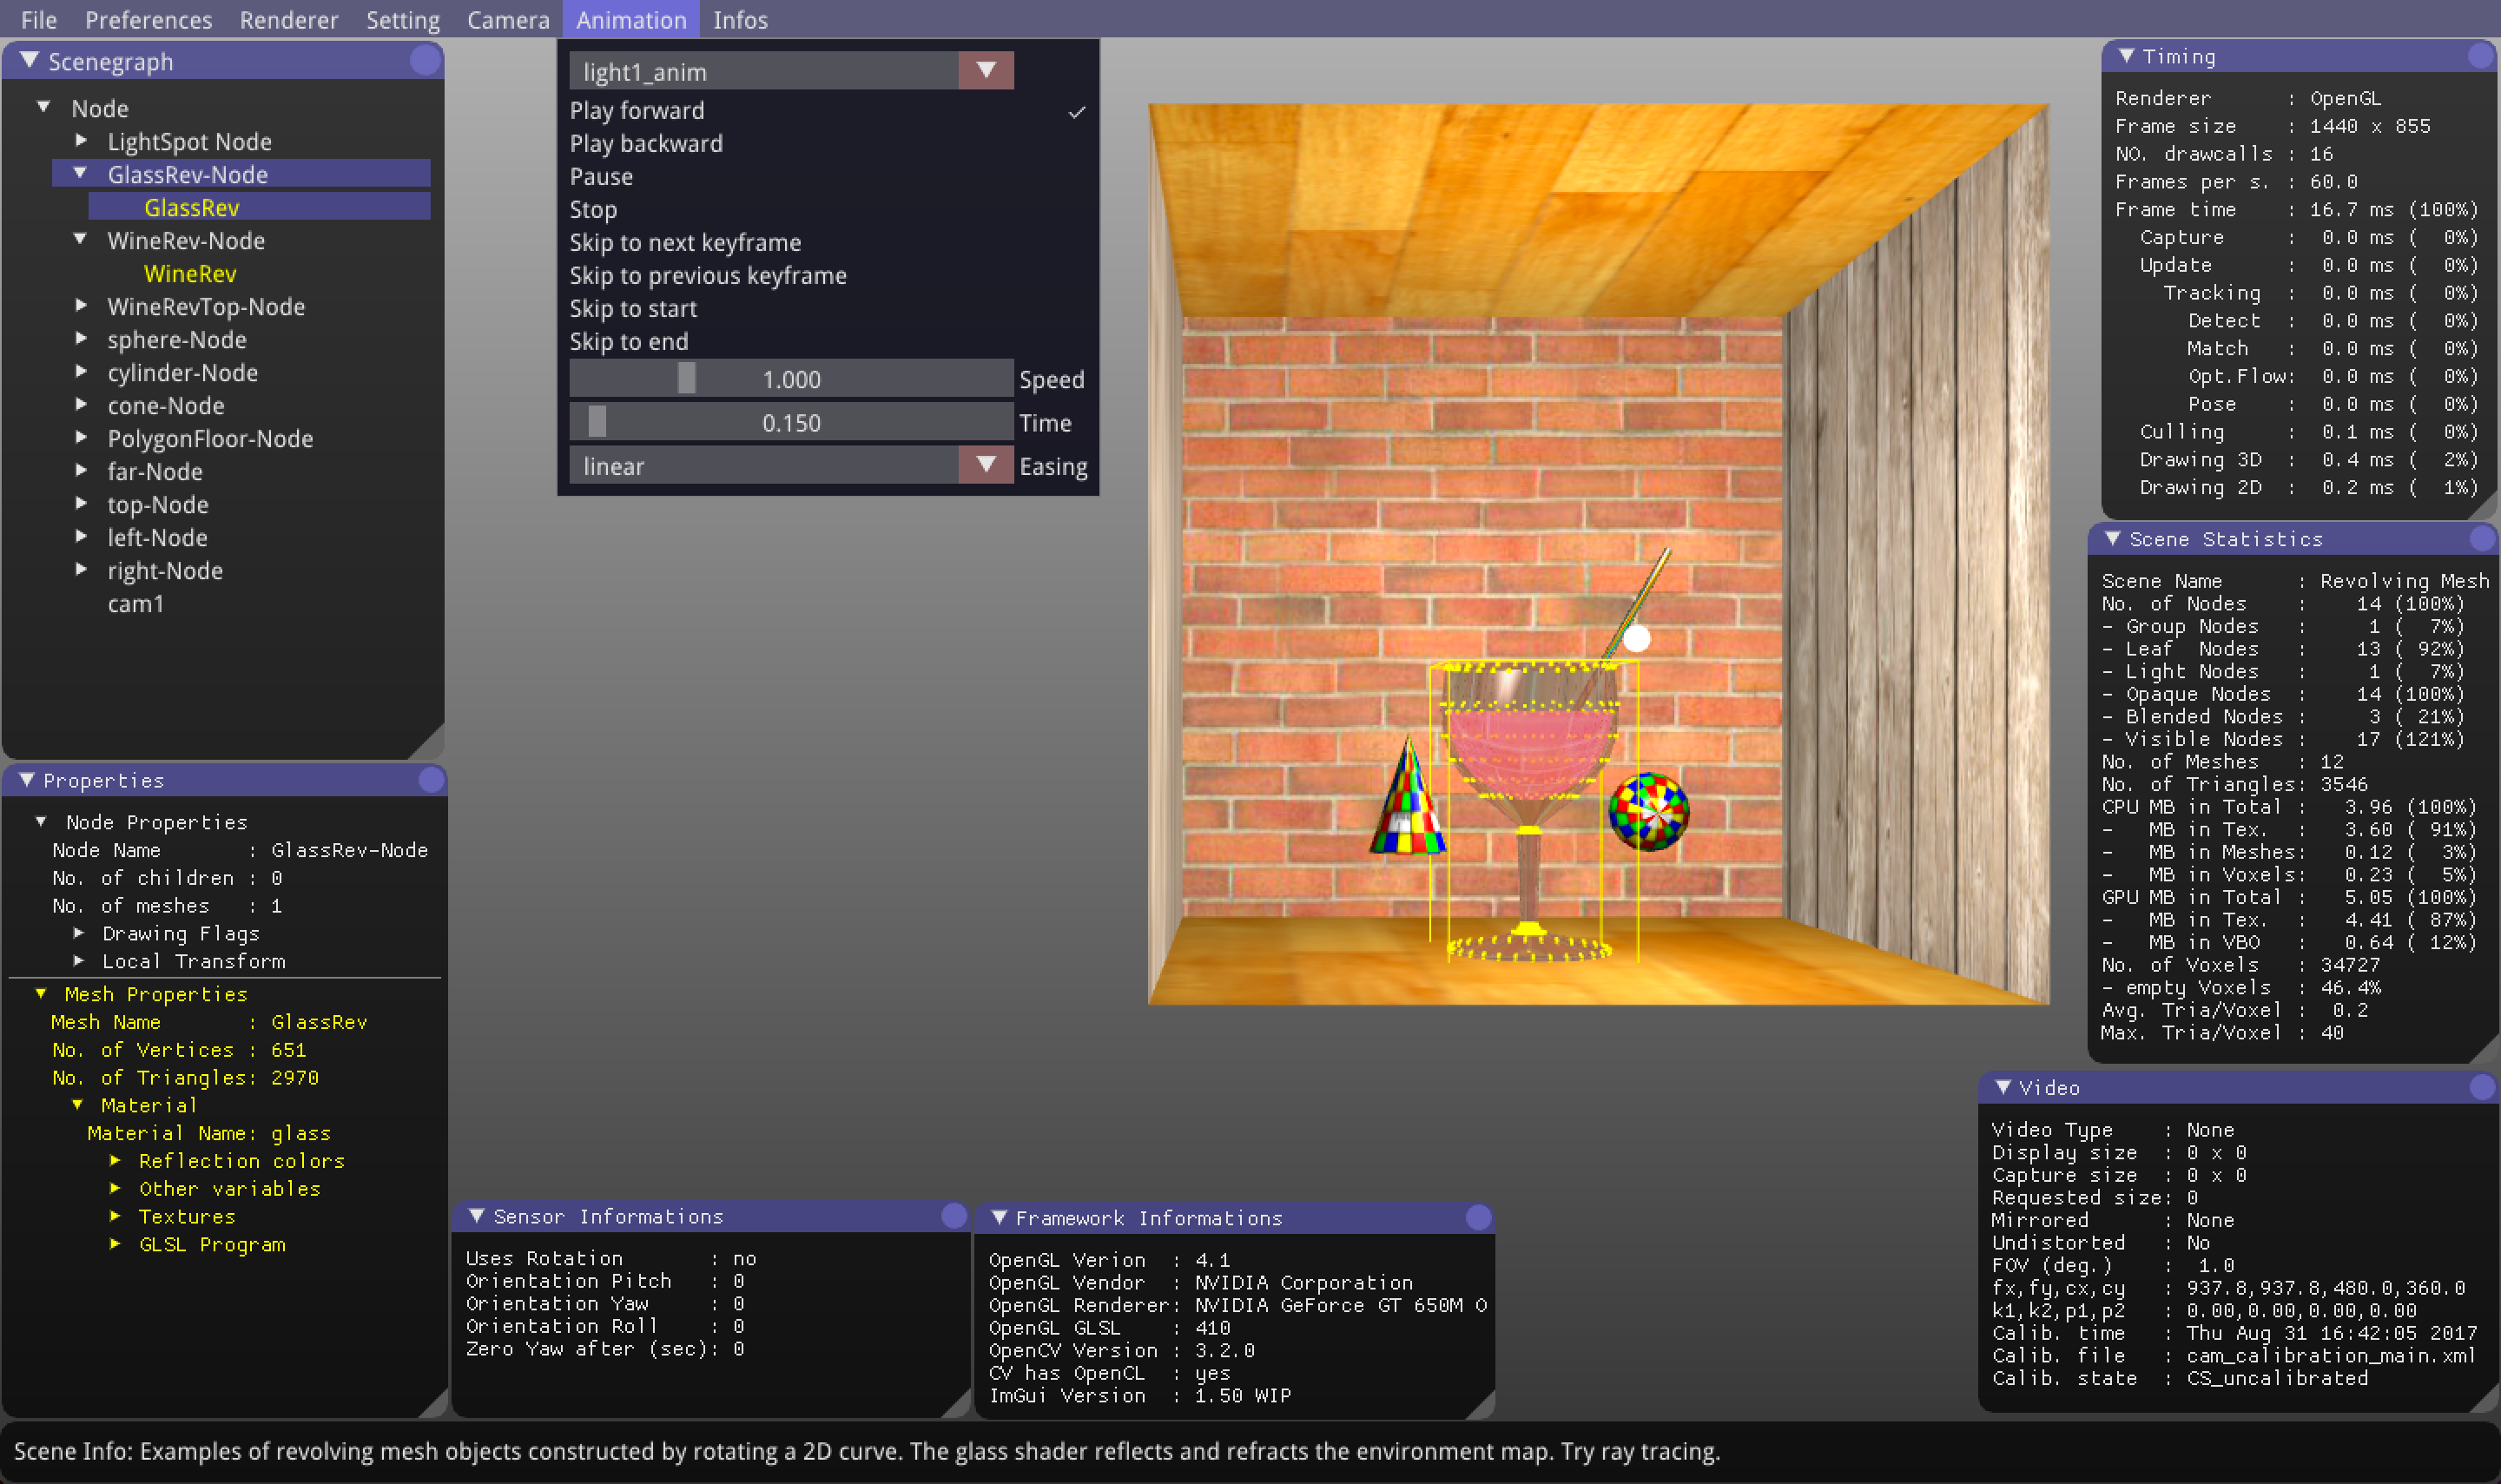 File Preferences Renderer Setting Camera Animation Infos
Scenegraph
Node
LightSpot Node
GlassRev-Node
GlassRev
WineRev-Node
WineRev
WineRevTop-Node
sphere-Node
cylinder-Node
cone-Node
PolygonFloor-Node
far-Node
top-Node
left-Node
right-Node
cam1
light1_anim
Play forward
Play backward
Pause
Stop
Skip to next keyframe
Skip to previous keyframe
Skip to start
Skip to end
1.000 Speed
0.150 Time
linear Easing
Timing
Renderer : OpenGL
Frame size : 1440 x 855
NO. drawcalls : 16
Frames per s. : 60.0
Frame time : 16.7 ms (100%)
Capture : 0.0 ms ( 0%)
Update : 0.0 ms ( 0%)
Tracking : 0.0 ms ( 0%)
Detect : 0.0 ms ( 0%)
Match : 0.0 ms ( 0%)
Opt.Flow: 0.0 ms ( 0%)
Pose : 0.0 ms ( 0%)
Culling : 0.1 ms ( 0%)
Drawing 3D : 0.4 ms ( 2%)
Drawing 2D : 0.2 ms ( 1%)
Scene Statistics
Scene Name : Revolving Mesh
No. of Nodes : 14 (100%)
- Group Nodes : 1 ( 7%)
- Leaf Nodes : 13 ( 92%)
- Light Nodes : 1 ( 7%)
- Opaque Nodes : 14 (100%)
- Blended Nodes : 3 ( 21%)
- Visible Nodes : 17 (121%)
No. of Meshes : 12
No. of Triangles: 3546
CPU MB in Total : 3.96 (100%)
- MB in Tex. : 3.60 ( 91%)
- MB in Meshes: 0.12 ( 3%)
- MB in Voxels: 0.23 ( 5%)
GPU MB in Total : 5.05 (100%)
- MB in Tex. : 4.41 ( 87%)
- MB in VBO : 0.64 ( 12%)
No. of Voxels : 34727
- empty Voxels : 46.4%
Avg. Tria/Voxel : 0.2
Max. Tria/Voxel : 40
Properties
Node Properties
Node Name : GlassRev-Node
No. of children : 0
No. of meshes : 1
Drawing Flags
Local Transform
Mesh Properties
Mesh Name : GlassRev
No. of Vertices : 651
No. of Triangles: 2970
Material
Material Name: glass
Reflection colors
Other variables
Textures
GLSL Program
Sensor Informations
Uses Rotation : no
Orientation Pitch : 0
Orientation Yaw : 0
Orientation Roll : 0
Zero Yaw after (sec): 0
Framework Informations
OpenGL Verion : 4.1
OpenGL Vendor : NVIDIA Corporation
OpenGL Renderer: NVIDIA GeForce GT 650M O
OpenGL GLSL : 410
OpenCV Version : 3.2.0
CV has OpenCL : yes
ImGui Version : 1.50 WIP
Video
Video Type : None
Display size : 0 x 0
Capture size : 0 x 0
Requested size: 0
Mirrored : None
Undistorted : No
FOV (deg.) : 1.0
fx,fy,cx,cy : 937.8,937.8,480.0,360.0
k1,k2,p1,p2 : 0.00,0.00,0.00,0.00
Calib. time : Thu Aug 31 16:42:05 2017
Calib. file : cam_calibration_main.xml
Calib. state : CS_uncalibrated
Scene Info: Examples of revolving mesh objects constructed by rotating a 2D curve. The glass shader reflects and refracts the environment map. Try ray tracing.